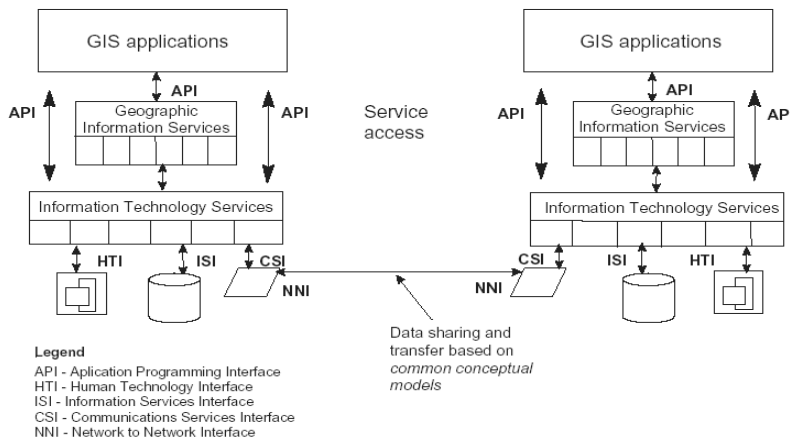 GIS applications
API
API
API
Geographic
Information Services
Information Technology Services
HTI
ISI
CSI
NNI
Service
access
GIS applications
API
API
AP
Geographic
Information Services
Information Technology Services
CSI
ISI
HTI
NNI
Data sharing and
transfer based on
common conceptual
models
Legend
API - Aplication Programming Interface
HTI - Human Technology Interface
ISI - Information Services Interface
CSI - Communications Services Interface
NNI - Network to Network Interface